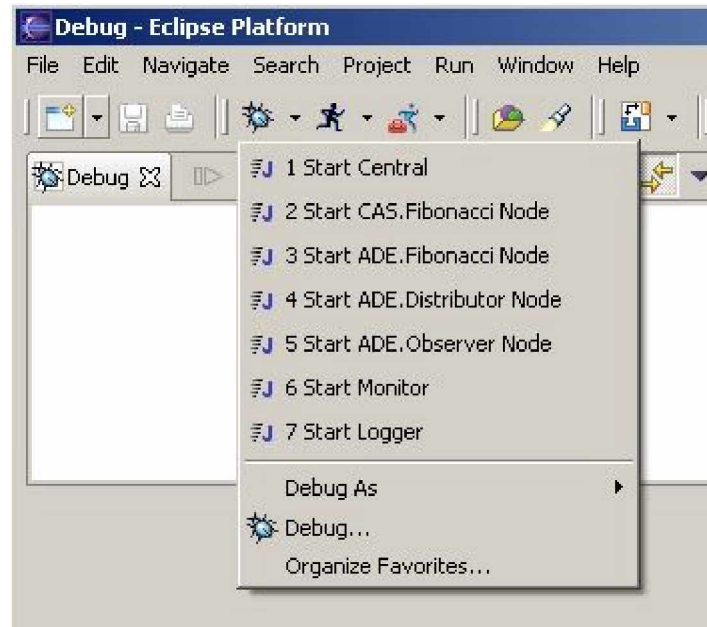 Debug - Eclipse Platform
File Edit Navigate Search Project Run Window Help
Debug
1 Start Central
2 Start CAS.Fibonacci Node
3 Start ADE.Fibonacci Node
4 Start ADE.Distributor Node
5 Start ADE.Observer Node
6 Start Monitor
7 Start Logger
Debug As
Debug...
Organize Favorites...